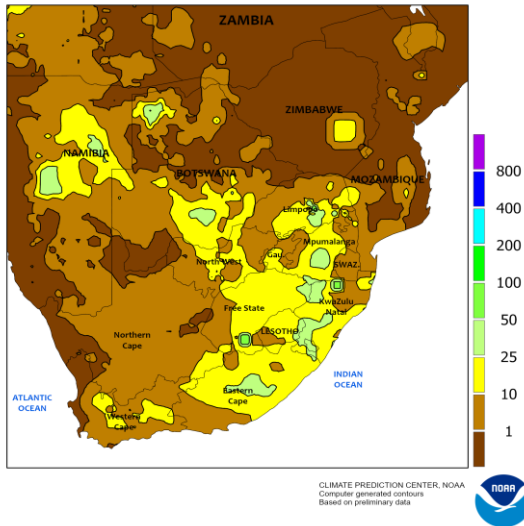 ZAMBIA
ZIMBABWE
NAMIBIA
BOTSWANA
MOZAMBIQUE
Limpopo
Mpumalanga
North West
Gau
SWAZ.
Free State
KwaZulu
Natal
LESOTHO
Northern
Cape
Eastern
Cape
Western
Cape
ATLANTIC
OCEAN
INDIAN
OCEAN
800
400
200
100
50
25
10
1
CLIMATE PREDICTION CENTER, NOAA
Computer generated contours
Based on preliminary data
NOAA